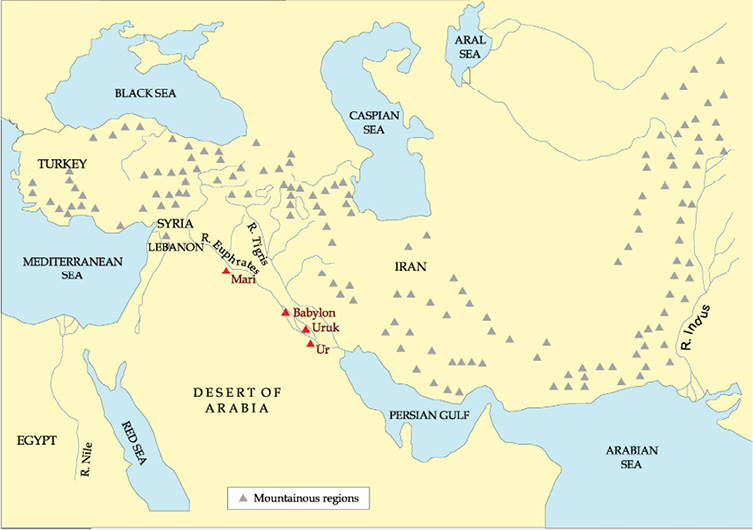 ARAL
SEA
BLACK SEA
CASPIAN
SEA
TURKEY
SYRIA
LEBANON
R. Euphrates
R. Tigris
MEDITERRANEAN
SEA
IRAN
Mari
Babylon
Uruk
Ur
R. Indus
DESERT OF
ARABIA
PERSIAN GULF
EGYPT
R. Nile
RED SEA
ARABIAN
SEA
Mountainous regions